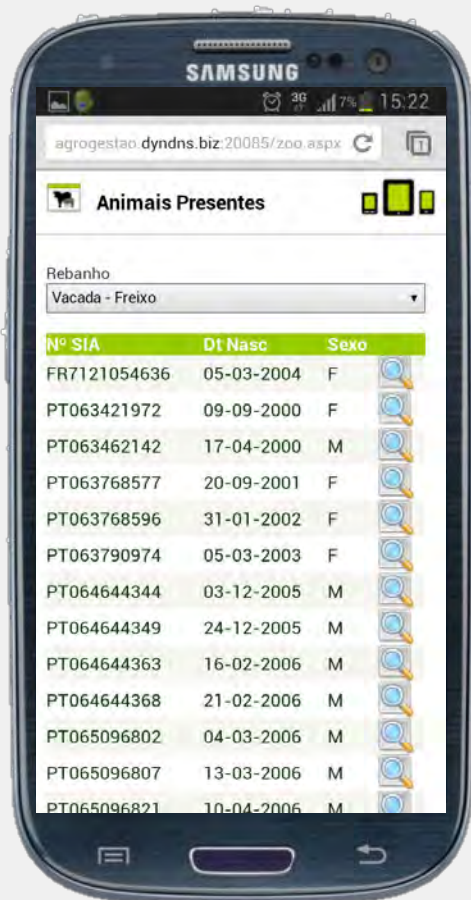 SAMSUNG
3G 7% 15:22
agrogestao.dyndns.biz:20085/zoo.aspx 1
Animais Presentes
Rebanho
Vacada - Freixo
Nº SIA Dt Nasc Sexo
FR7121054636 05-03-2004 F
PT063421972 09-09-2000 F
PT063462142 17-04-2000 M
PT063768577 20-09-2001 F
PT063768596 31-01-2002 F
PT063790974 05-03-2003 F
PT064644344 03-12-2005 M
PT064644349 24-12-2005 M
PT064644363 16-02-2006 M
PT064644368 21-02-2006 M
PT065096802 04-03-2006 M
PT065096807 13-03-2006 M
PT065096821 10-04-2006 M